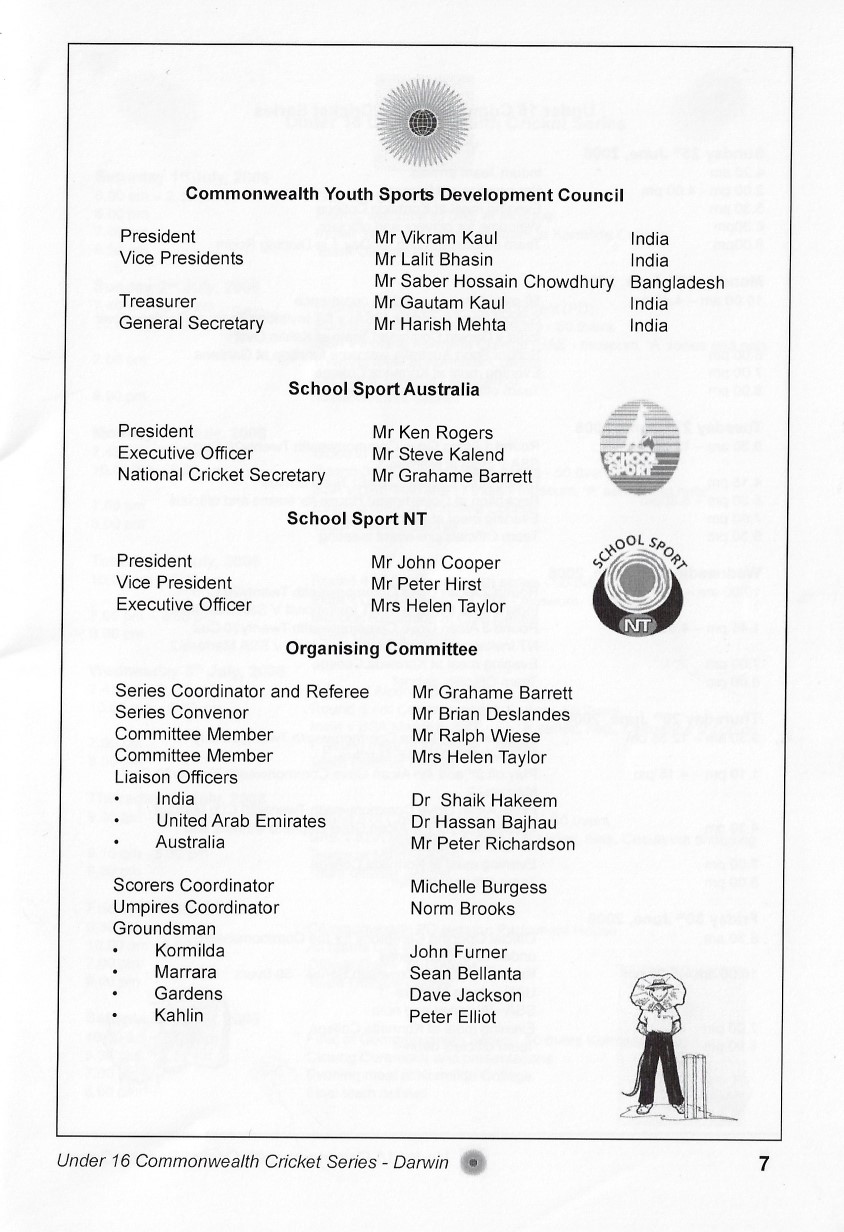 Commonwealth Youth Sports Development Council
President Mr Vikram Kaul India
Vice Presidents Mr Lalit Bhasin India
Mr Saber Hossain Chowdhury Bangladesh
Treasurer Mr Gautam Kaul India
General Secretary Mr Harish Mehta India
School Sport Australia
President Mr Ken Rogers
Executive Officer Mr Steve Kalend
National Cricket Secretary Mr Grahame Barrett
SCHOOL
SPORT
School Sport NT
President Mr John Cooper
Vice President Mr Peter Hirst
Executive Officer Mrs Helen Taylor
SCHOOL SPORT
NT
Organising Committee
Series Coordinator and Referee Mr Grahame Barrett
Series Convenor Mr Brian Deslandes
Committee Member Mr Ralph Wiese
Committee Member Mrs Helen Taylor
Liaison Officers
• India Dr Shaik Hakeem
• United Arab Emirates Dr Hassan Bajhau
• Australia Mr Peter Richardson
Scorers Coordinator Michelle Burgess
Umpires Coordinator Norm Brooks
Groundsman
• Kormilda John Furner
• Marrara Sean Bellanta
• Gardens Dave Jackson
• Kahlin Peter Elliot
Under 16 Commonwealth Cricket Series - Darwin 7